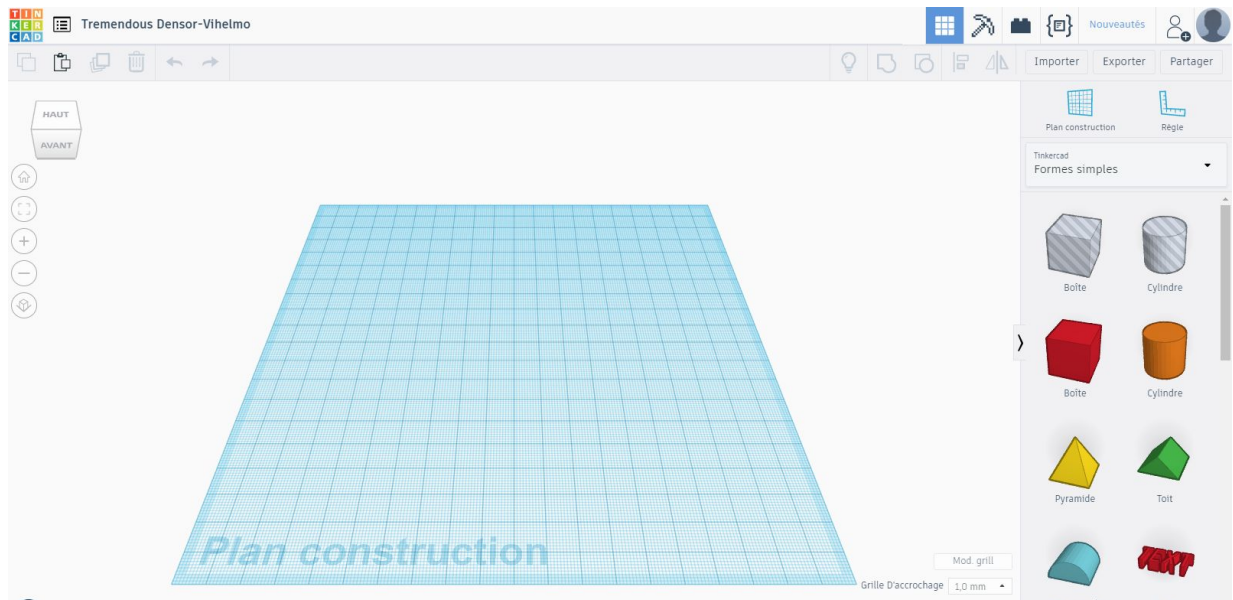 TIN
KER
CAD
Tremendous Densor-Vihelmo
Nouveautés
Importer
Exporter
Partager
HAUT
AVANT
Plan construction
Règle
Tinkercad
Formes simples
Boîte
Cylindre
Boîte
Cylindre
Pyramide
Toit
TEXT
Plan construction
Mod. grill
Grille D'accrochage
1,0 mm